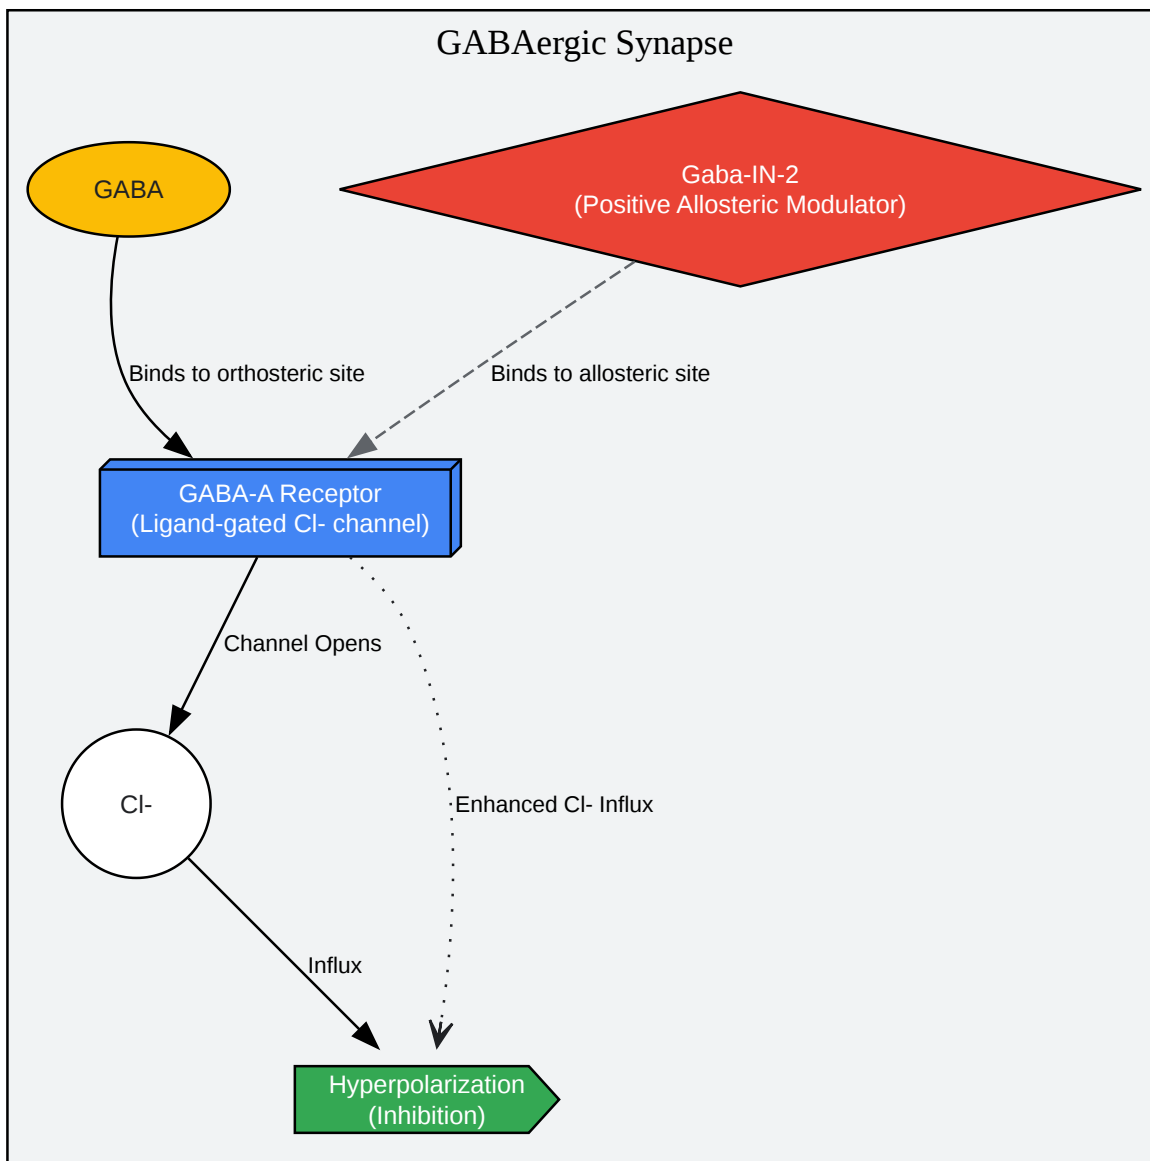 GABAergic Synapse
GABA
Gaba-IN-2
(Positive Allosteric Modulator)
Binds to orthosteric site
Binds to allosteric site
GABA-A Receptor
(Ligand-gated Cl- channel)
Channel Opens
Cl-
Enhanced Cl- Influx
Influx
Hyperpolarization
(Inhibition)